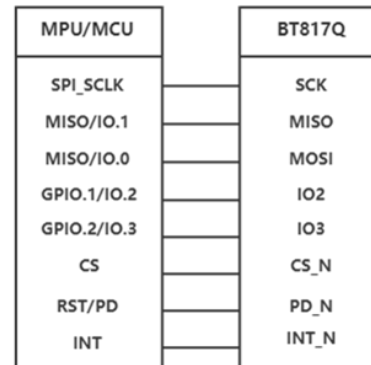 MPU/MCU BT817Q
SPI_SCLK SCK
MISO/IO.1 MISO
MISO/IO.0 MOSI
GPIO.1/IO.2 IO2
GPIO.2/IO.3 IO3
CS CS_N
RST/PD PD_N
INT INT_N